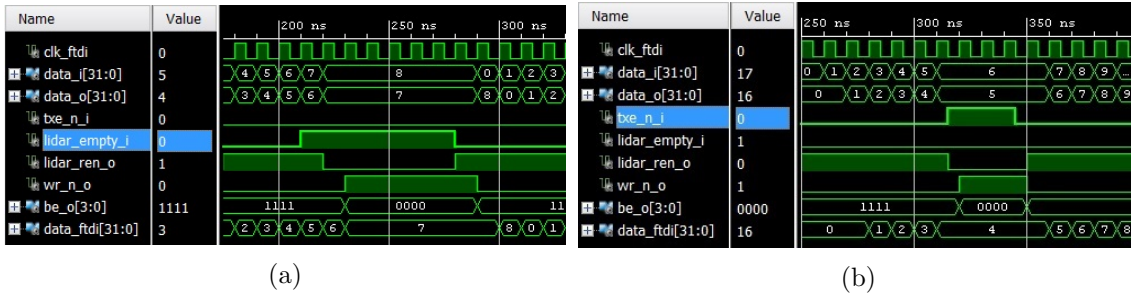 Name Value 200 ns 250 ns 300 ns
clk_ftdi 0
data_i[31:0] 5 4 5 6 7 8 0 1 2 3
data_o[31:0] 4 3 4 5 6 7 8 0 1 2
txe_n_i 0
lidar_empty_i 0
lidar_ren_o 1
wr_n_o 0
be_o[3:0] 1111 1111 0000 11
data_ftdi[31:0] 3 2 3 4 5 6 7 8 0 1
(a)
Name Value 250 ns 300 ns 350 ns
clk_ftdi 0
data_i[31:0] 17 0 1 2 3 4 5 6 7 8 9 ...
data_o[31:0] 16 0 1 2 3 4 5 6 7 8 9
txe_n_i 0
lidar_empty_i 1
lidar_ren_o 0
wr_n_o 1
be_o[3:0] 0000 1111 0000
data_ftdi[31:0] 16 0 1 2 3 4 5 6 7 8
(b)